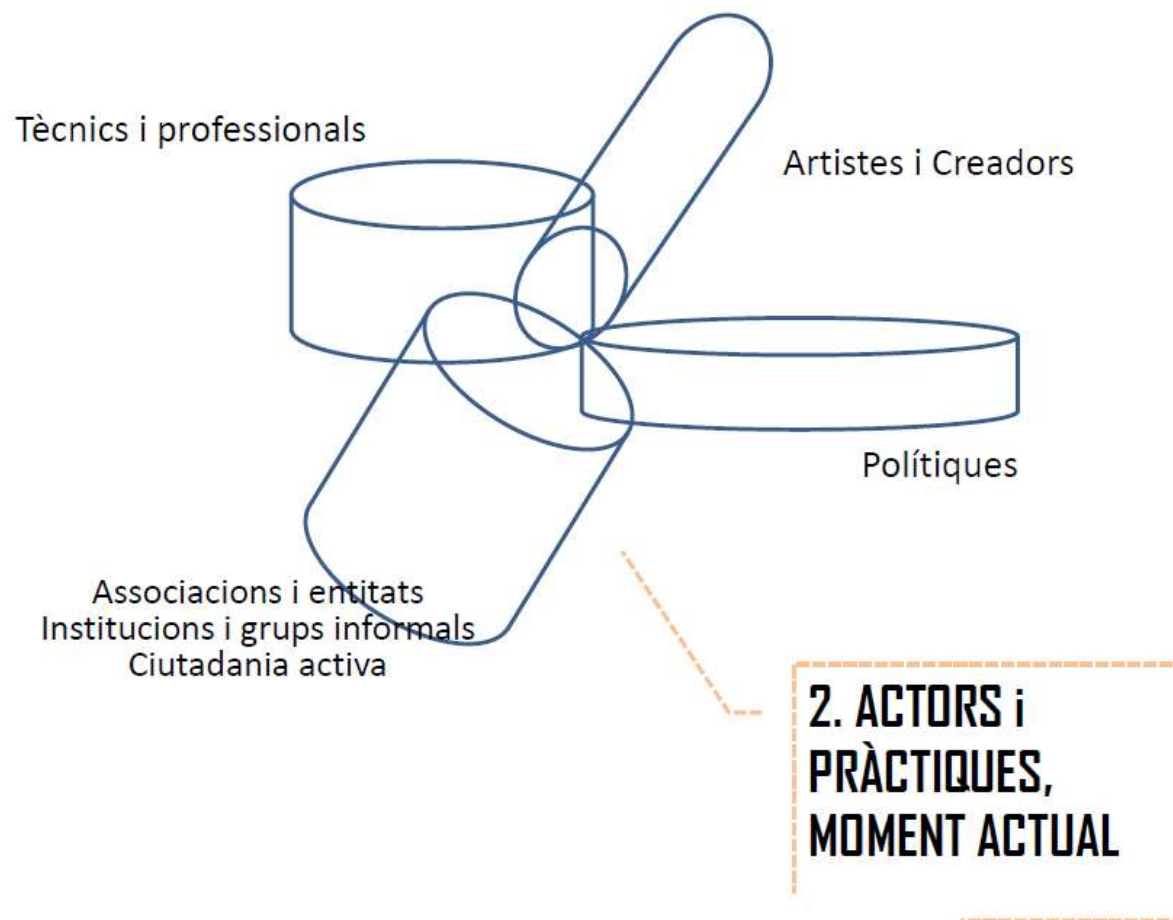 Tècnics i professionals
Artistes i Creadors
Polítiques
Associacions i entitats
Institucions i grups informals
Ciutadania activa
2. ACTORS i
PRÀCTIQUES,
MOMENT ACTUAL